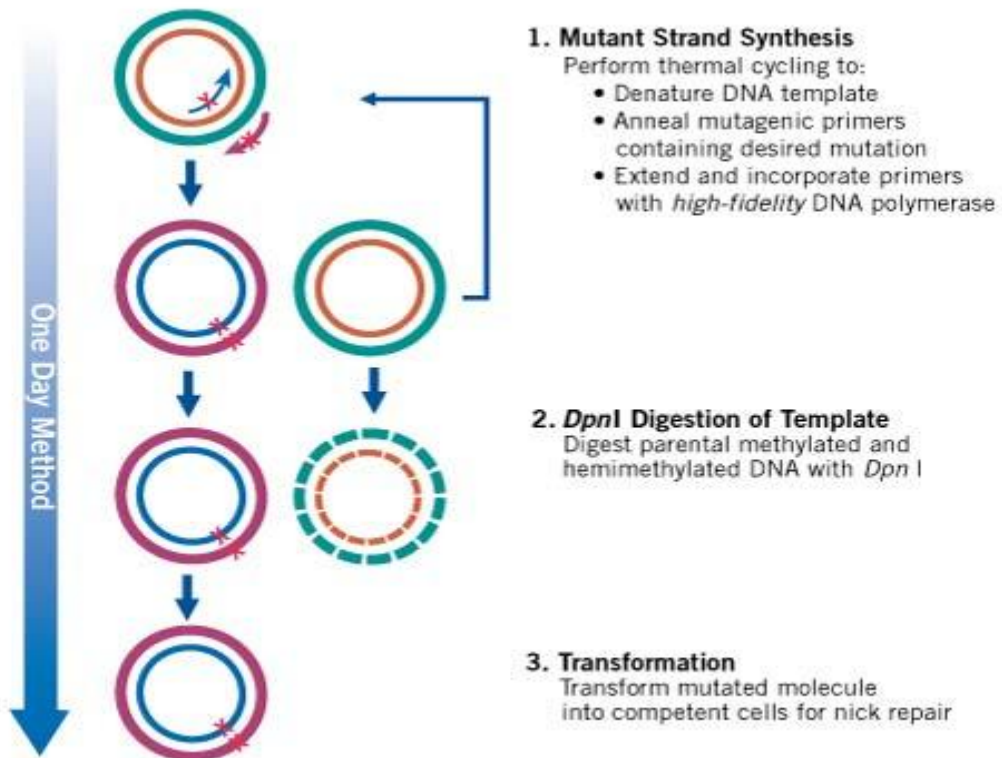 One Day Method
1. Mutant Strand Synthesis
Perform thermal cycling to:
• Denature DNA template
• Anneal mutagenic primers
containing desired mutation
• Extend and incorporate primers
with high-fidelity DNA polymerase
2. DpnI Digestion of Template
Digest parental methylated and
hemimethylated DNA with Dpn I
3. Transformation
Transform mutated molecule
into competent cells for nick repair